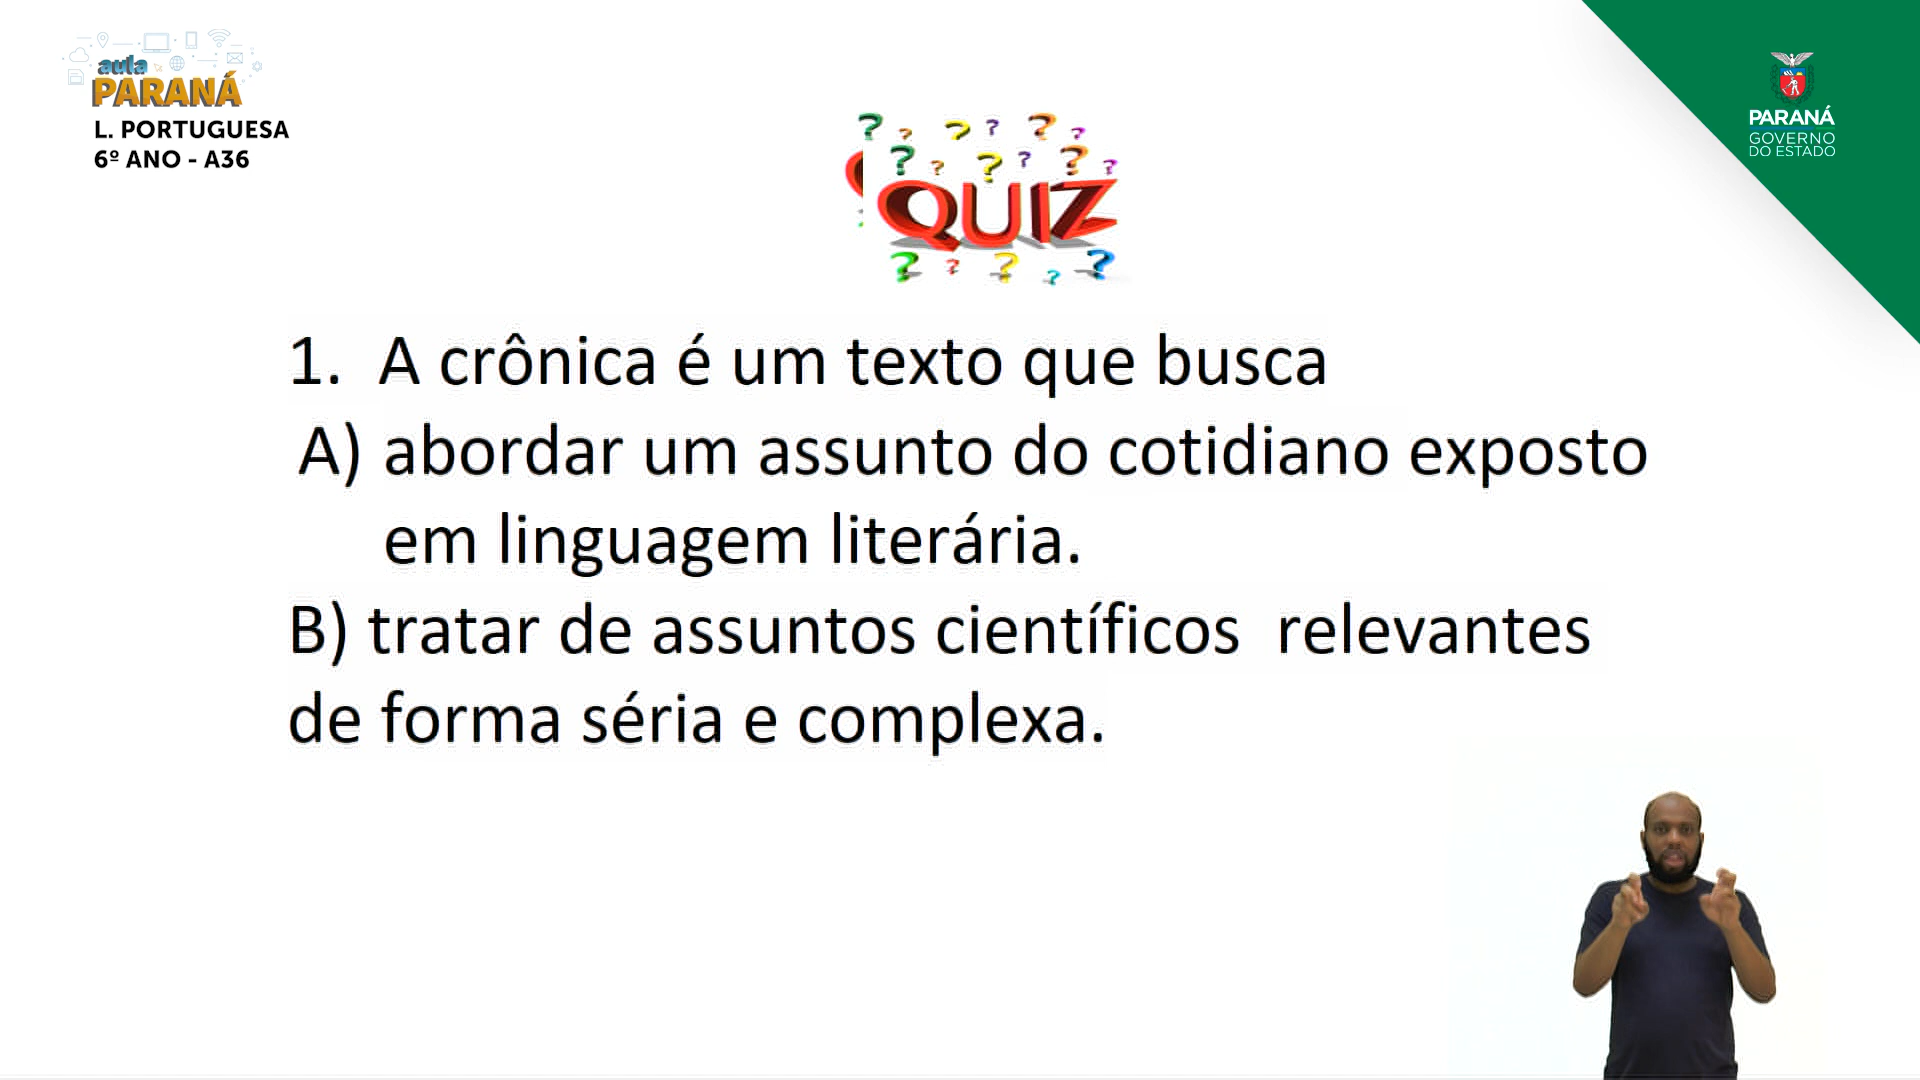 aula
PARANÁ
L. PORTUGUESA
6º ANO - A36
PARANÁ
GOVERNO
DO ESTADO
QUIZ
1. A crônica é um texto que busca
A) abordar um assunto do cotidiano exposto
em linguagem literária.
B) tratar de assuntos científicos relevantes
de forma séria e complexa.